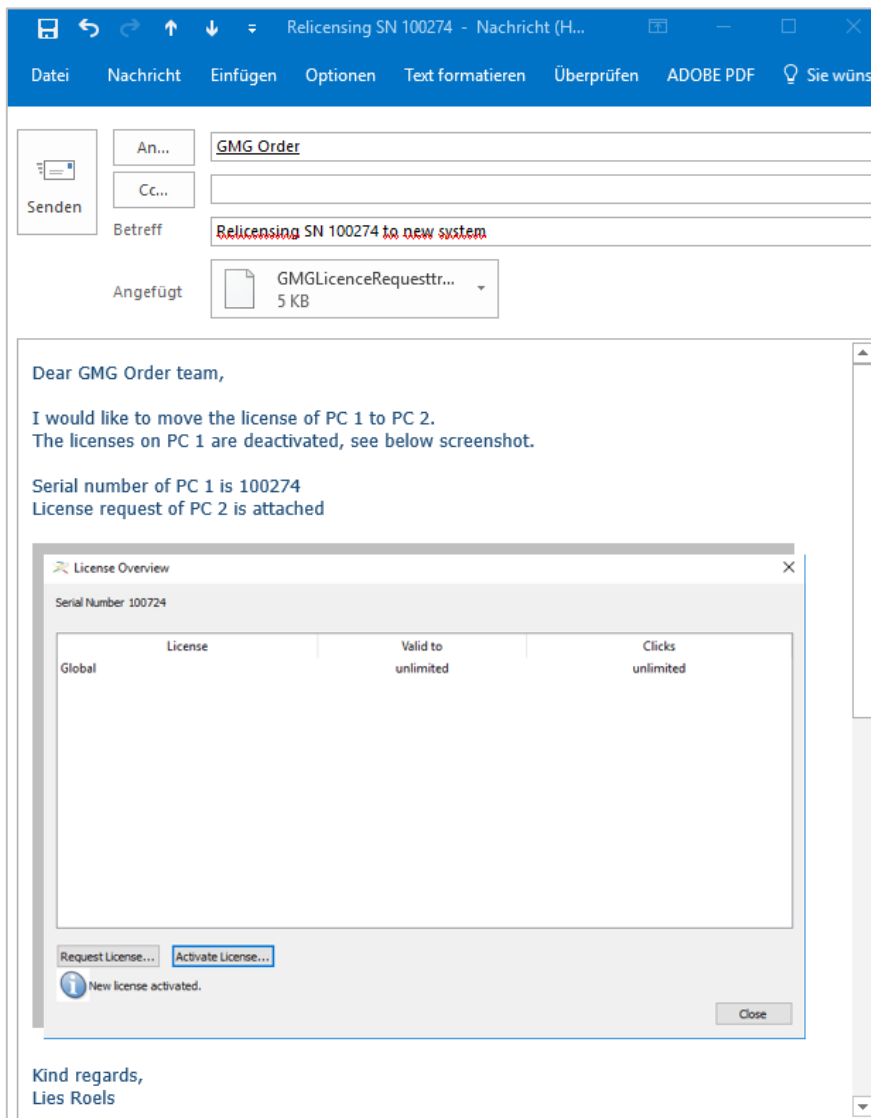 Relicensing SN 100274 - Nachricht (H...
Datei Nachricht Einfügen Optionen Text formatieren Überprüfen ADOBE PDF Sie wüns
Senden
An... GMG Order
Cc...
Betreff Relicensing SN 100274 to new system
Angefügt GMGLicenceRequesttr...
5 KB
Dear GMG Order team,
I would like to move the license of PC 1 to PC 2.
The licenses on PC 1 are deactivated, see below screenshot.
Serial number of PC 1 is 100274
License request of PC 2 is attached
License Overview
Serial Number 100724
License Valid to Clicks
Global unlimited unlimited
Request License... Activate License...
New license activated.
Close
Kind regards,
Lies Roels